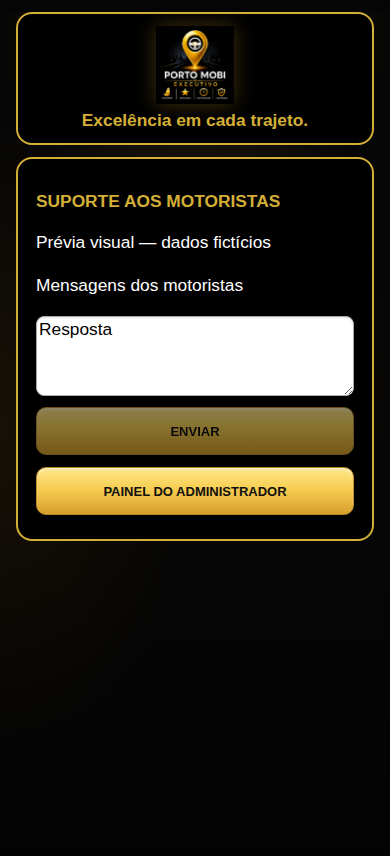 PORTO MOBI
EXECUTIVO
Excelência em cada trajeto.
SUPORTE AOS MOTORISTAS
Prévia visual — dados fictícios
Mensagens dos motoristas
Resposta
ENVIAR
PAINEL DO ADMINISTRADOR